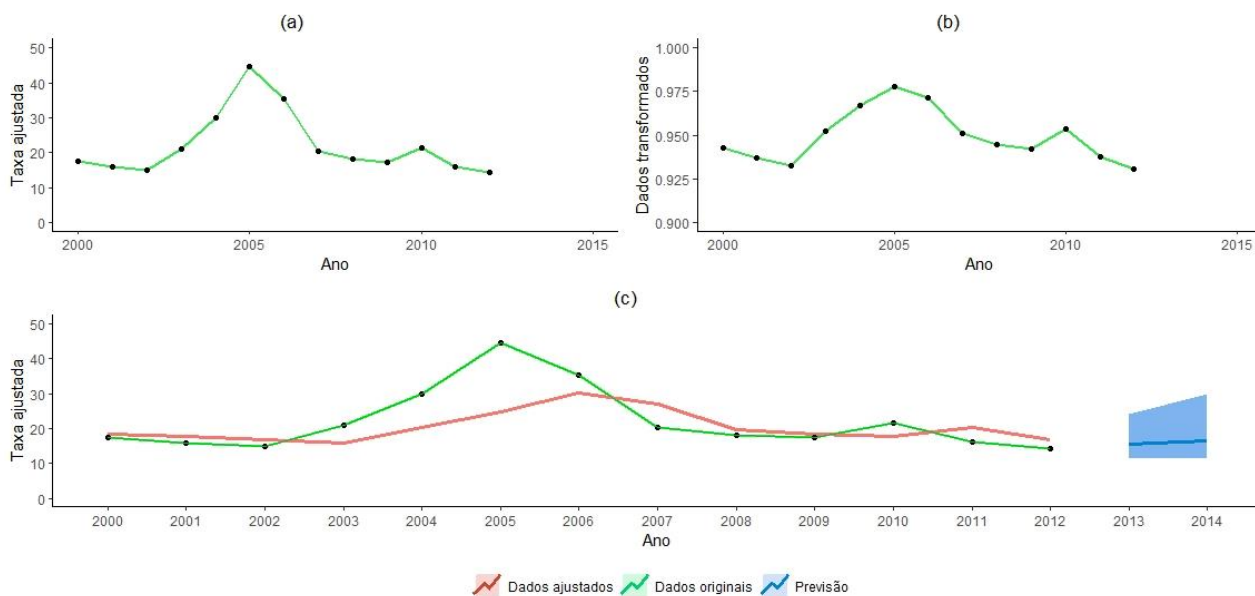 (a)
Taxa ajustada
50
40
30
20
10
0
2000 2005 2010 2015
Ano
(b)
Dados transformados
1.000
0.975
0.950
0.925
0.900
2000 2005 2010 2015
Ano
(c)
Taxa ajustada
50
40
30
20
10
0
2000 2001 2002 2003 2004 2005 2006 2007 2008 2009 2010 2011 2012 2013 2014
Ano
Dados ajustados Dados originais Previsão